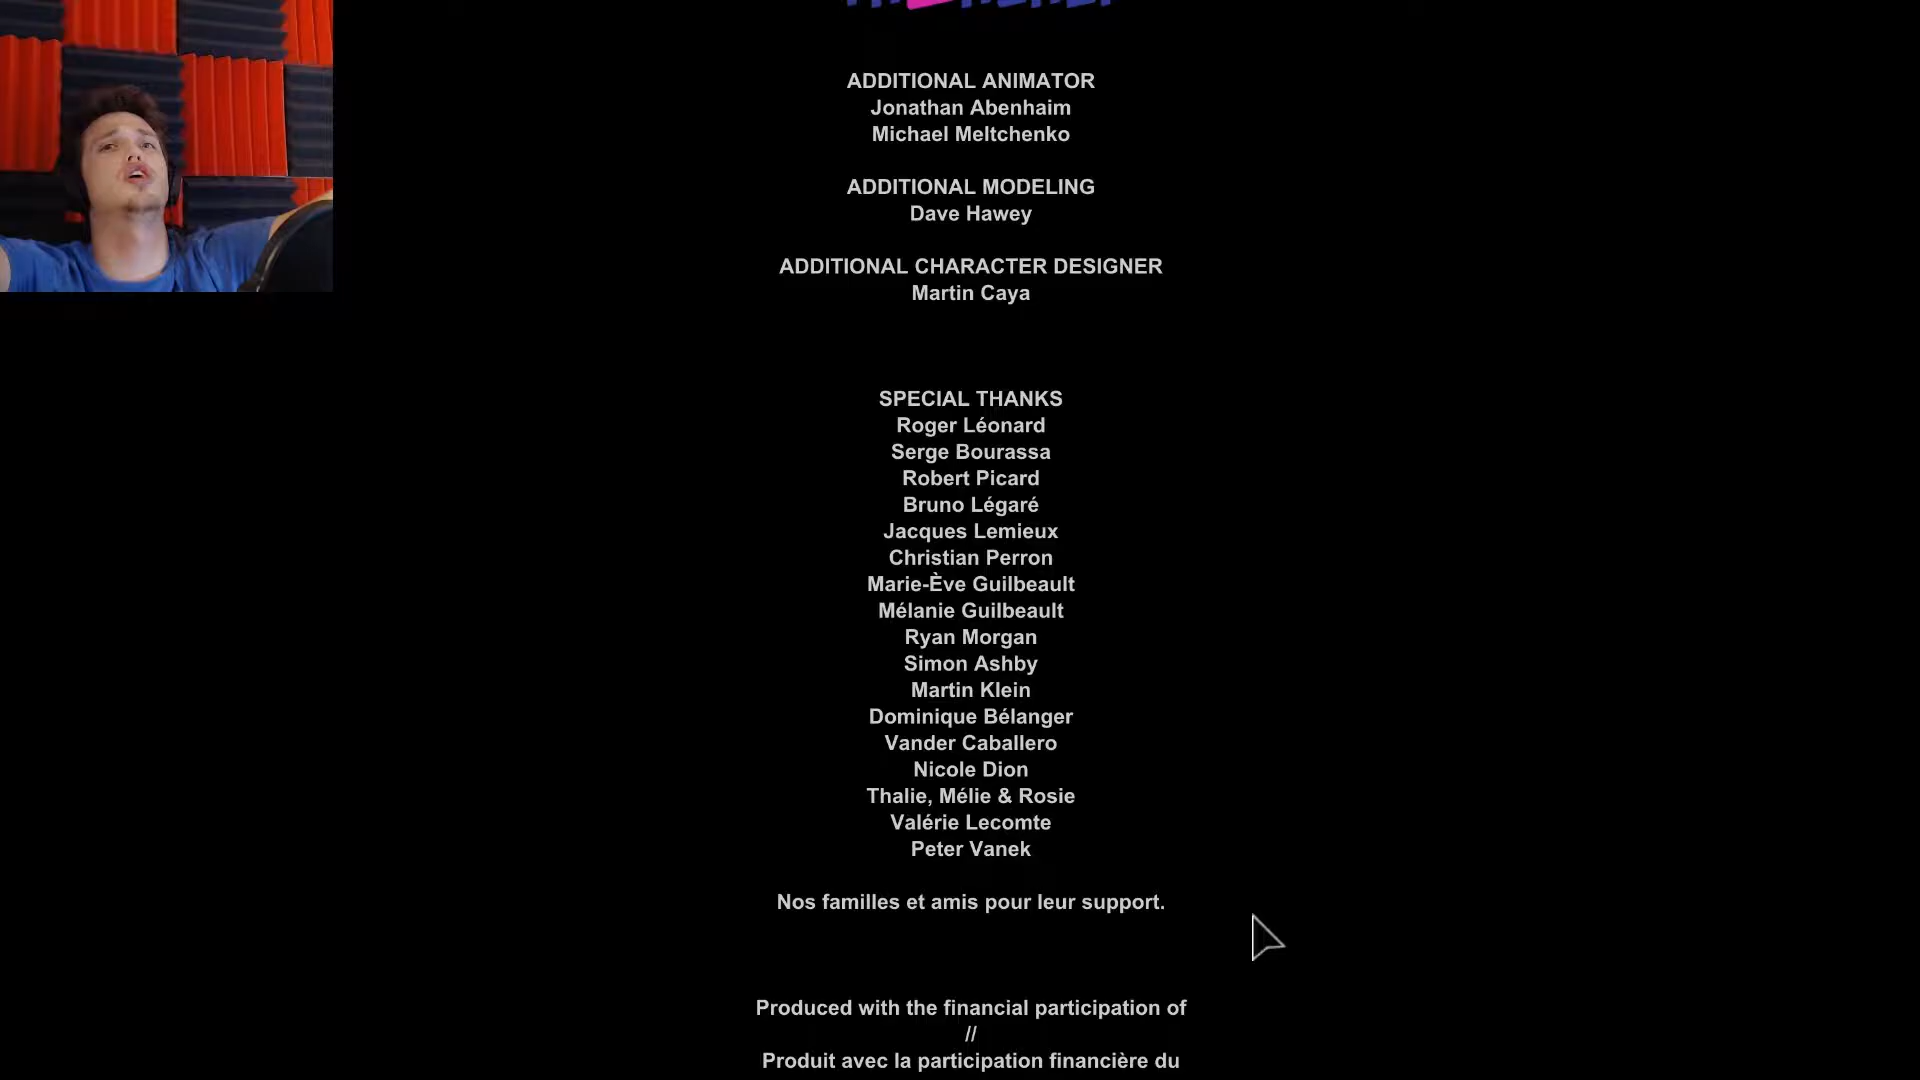 ADDITIONAL ANIMATOR
Jonathan Abenhaim
Michael Meltchenko
ADDITIONAL MODELING
Dave Hawey
ADDITIONAL CHARACTER DESIGNER
Martin Caya
SPECIAL THANKS
Roger Léonard
Serge Bourassa
Robert Picard
Bruno Légaré
Jacques Lemieux
Christian Perron
Marie-Ève Guilbeault
Mélanie Guilbeault
Ryan Morgan
Simon Ashby
Martin Klein
Dominique Bélanger
Vander Caballero
Nicole Dion
Thalie, Mélie & Rosie
Valérie Lecomte
Peter Vanek
Nos familles et amis pour leur support.
Produced with the financial participation of
//
Produit avec la participation financière du